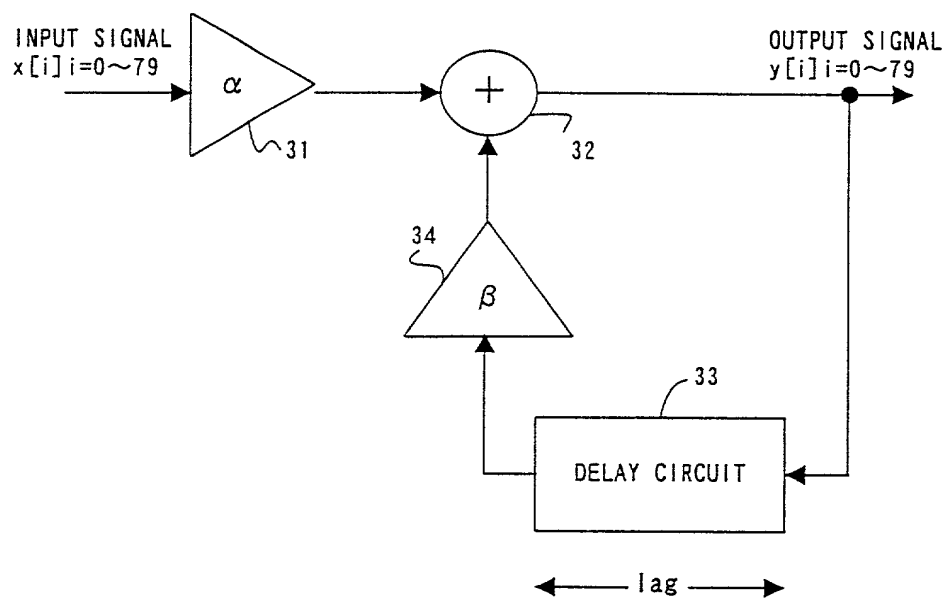 INPUT SIGNAL
x[i]i=0~79
α
31
+
32
OUTPUT SIGNAL
y[i]i=0~79
34
β
33
DELAY CIRCUIT
lag